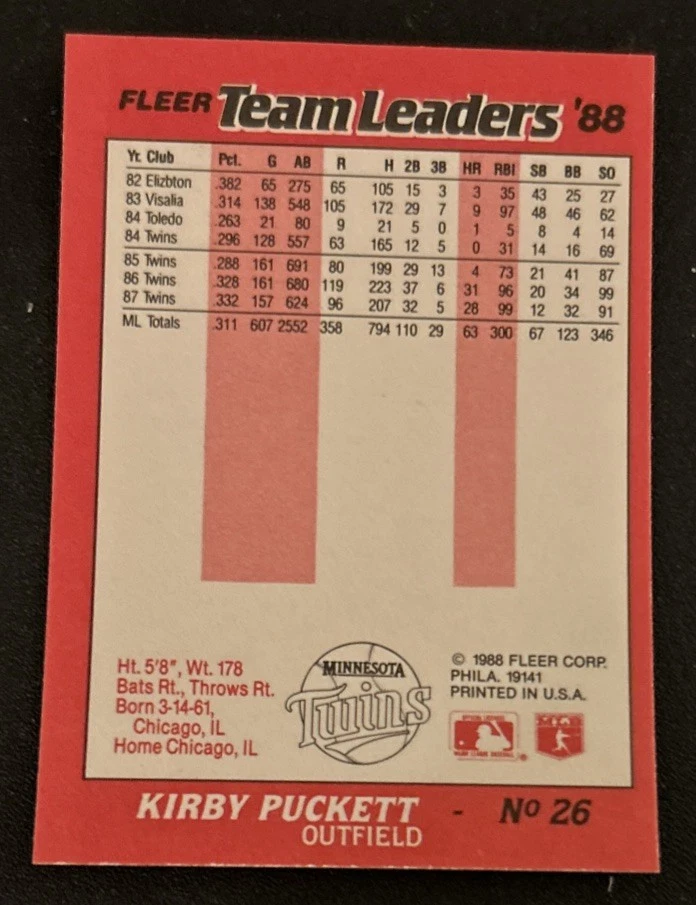 FLEER Team Leaders '88
Yr. Club Pct. G AB R H 2B 3B HR RBI SB BB SO
82 Elizbton .382 65 275 65 105 15 3 3 35 43 25 27
83 Visalia .314 138 548 105 172 29 7 9 97 48 46 62
84 Toledo .263 21 80 9 21 5 0 1 5 8 4 14
84 Twins .296 128 557 63 165 12 5 0 31 14 16 69
85 Twins .288 161 691 80 199 29 13 4 73 21 41 87
86 Twins .328 161 680 119 223 37 6 31 96 20 34 99
87 Twins .332 157 624 96 207 32 5 28 99 12 32 91
ML Totals .311 607 2552 358 794 110 29 63 300 67 123 346
Ht. 5'8", Wt. 178
Bats Rt., Throws Rt.
Born 3-14-61,
Chicago, IL
Home Chicago, IL
MINNESOTA
Twins
© 1988 FLEER CORP.
PHILA. 19141
PRINTED IN U.S.A.
KIRBY PUCKETT - No 26
OUTFIELD